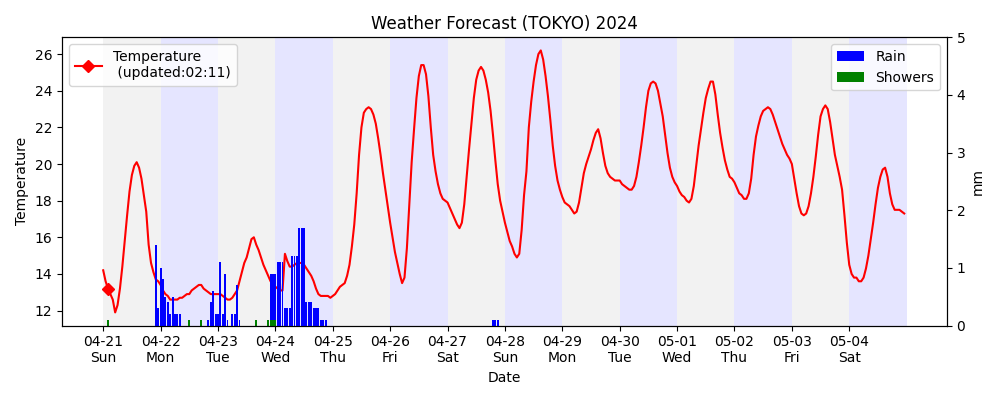 Weather Forecast (TOKYO) 2024
Temperature
(updated:02:11)
Rain
Showers
26
24
22
20
18
16
14
12
Temperature
5
4
3
2
1
0
mm
04-21 04-22 04-23 04-24 04-25 04-26 04-27 04-28 04-29 04-30 05-01 05-02 05-03 05-04
Sun Mon Tue Wed Thu Fri Sat Sun Mon Tue Wed Thu Fri Sat
Date